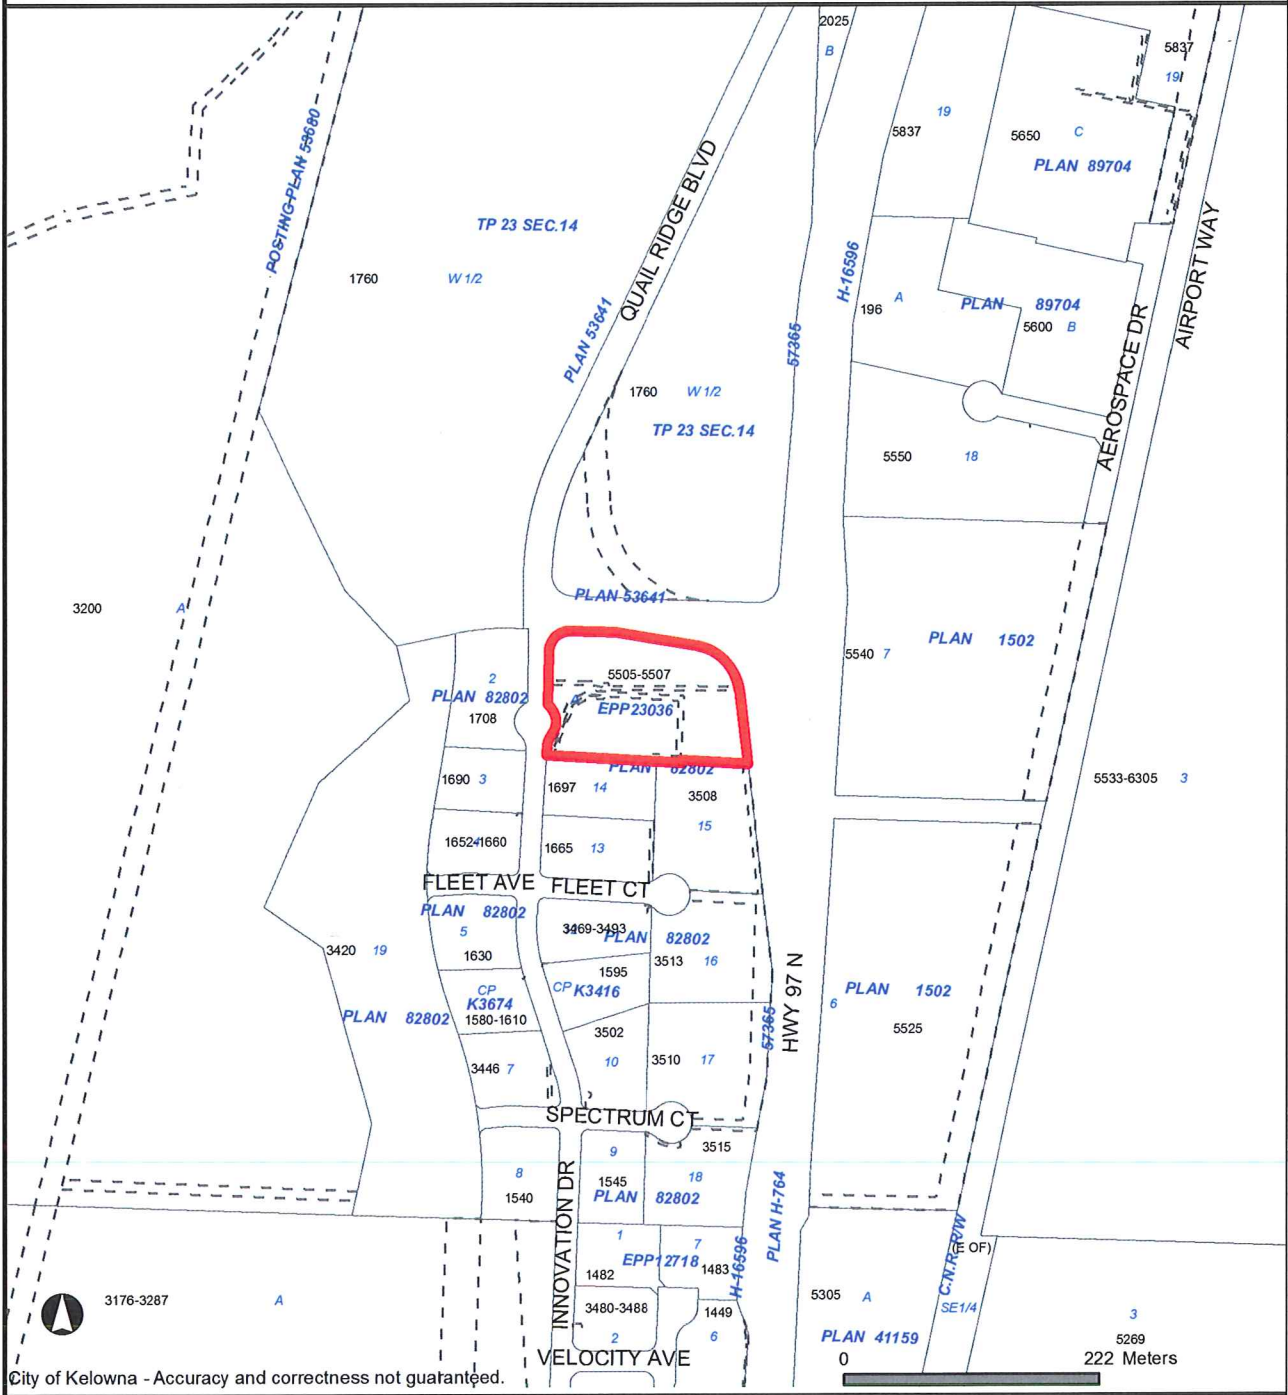 2025
B
5837
19
19
5837
5650
C
PLAN 89704
POSTING PLAN 53680
QUAIL RIDGE BLVD
TP 23 SEC.14
1760
W 1/2
H-16596
AIRPORT WAY
196
A
PLAN 89704
5600
B
PLAN 53641
57365
AEROSPACE DR
1760
W 1/2
TP 23 SEC.14
5550
18
PLAN 53641
3200
A
PLAN 1502
5540
7
5505-5507
2
PLAN 82802
1708
A
EPP23036
PLAN 82802
1690
3
1697
14
3508
15
5533-6305
3
1652-1660
1665
13
FLEET AVE
FLEET CT
PLAN 82802
5
1630
3469-3493
PLAN 82802
3513
16
3420
19
1595
CP
K3674
1580-1610
CP
K3416
6
PLAN 1502
5525
HWY 97 N
57365
PLAN 82802
3502
10
3510
17
3446
7
SPECTRUM CT
3515
9
18
8
1540
1545
PLAN 82802
INNOVATION DR
PLAN H-764
H-16596
1
EPP12718
7
1483
1482
C.N.R. R/W
(E OF)
SE1/4
3176-3287
A
3480-3488
2
1449
6
5305
A
PLAN 41159
3
5269
VELOCITY AVE
0
222 Meters
City of Kelowna - Accuracy and correctness not guaranteed.